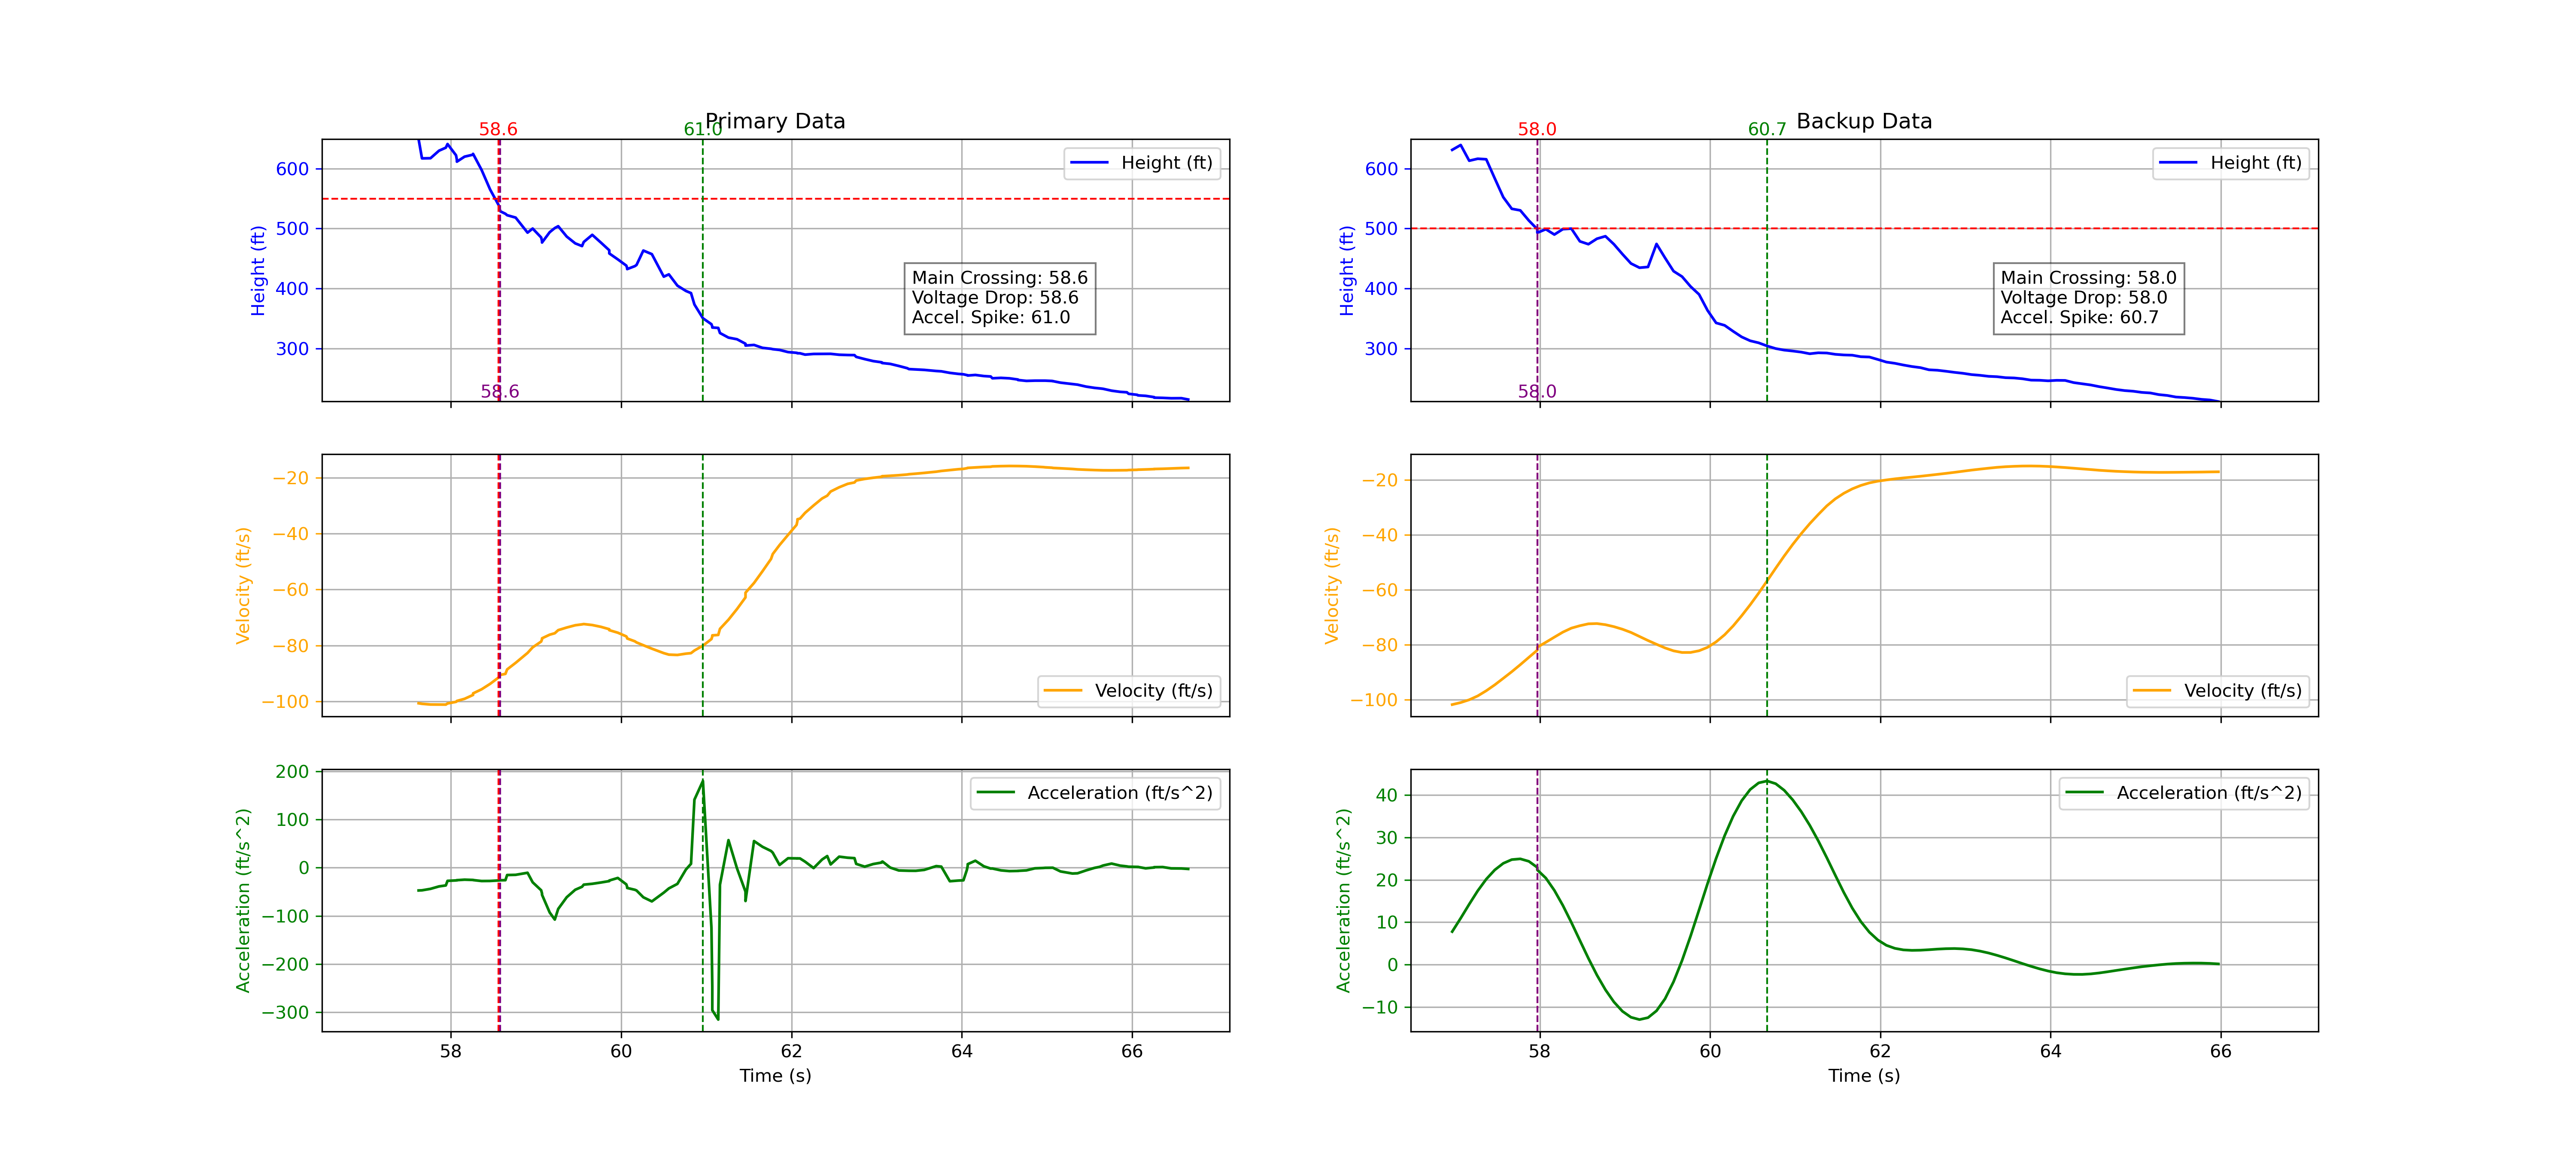 Primary Data
58.6
61.0
Height (ft)
600
500
400
300
Height (ft)
Main Crossing: 58.6
Voltage Drop: 58.6
Accel. Spike: 61.0
58.6
−20
−40
−60
−80
−100
Velocity (ft/s)
Velocity (ft/s)
200
100
0
−100
−200
−300
Acceleration (ft/s^2)
Acceleration (ft/s^2)
58 60 62 64 66
Time (s)
Backup Data
58.0
60.7
Height (ft)
600
500
400
300
Height (ft)
Main Crossing: 58.0
Voltage Drop: 58.0
Accel. Spike: 60.7
58.0
−20
−40
−60
−80
−100
Velocity (ft/s)
Velocity (ft/s)
40
30
20
10
0
−10
Acceleration (ft/s^2)
Acceleration (ft/s^2)
58 60 62 64 66
Time (s)